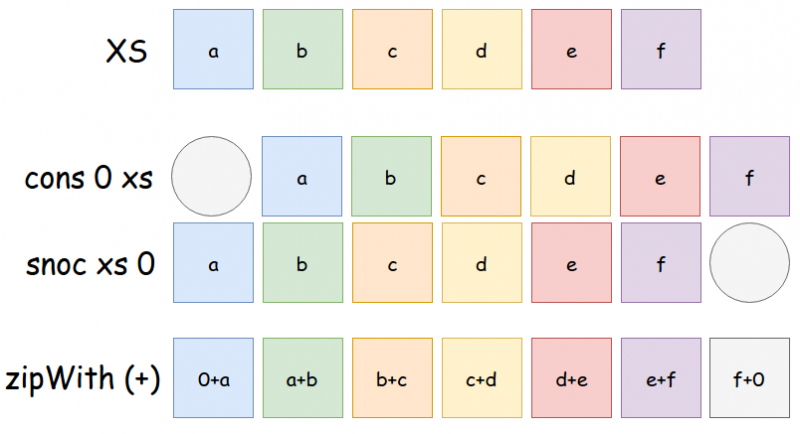 XS a b c d e f
cons 0 xs a b c d e f
snoc xs 0 a b c d e f
zipWith (+) 0+a a+b b+c c+d d+e e+f f+0